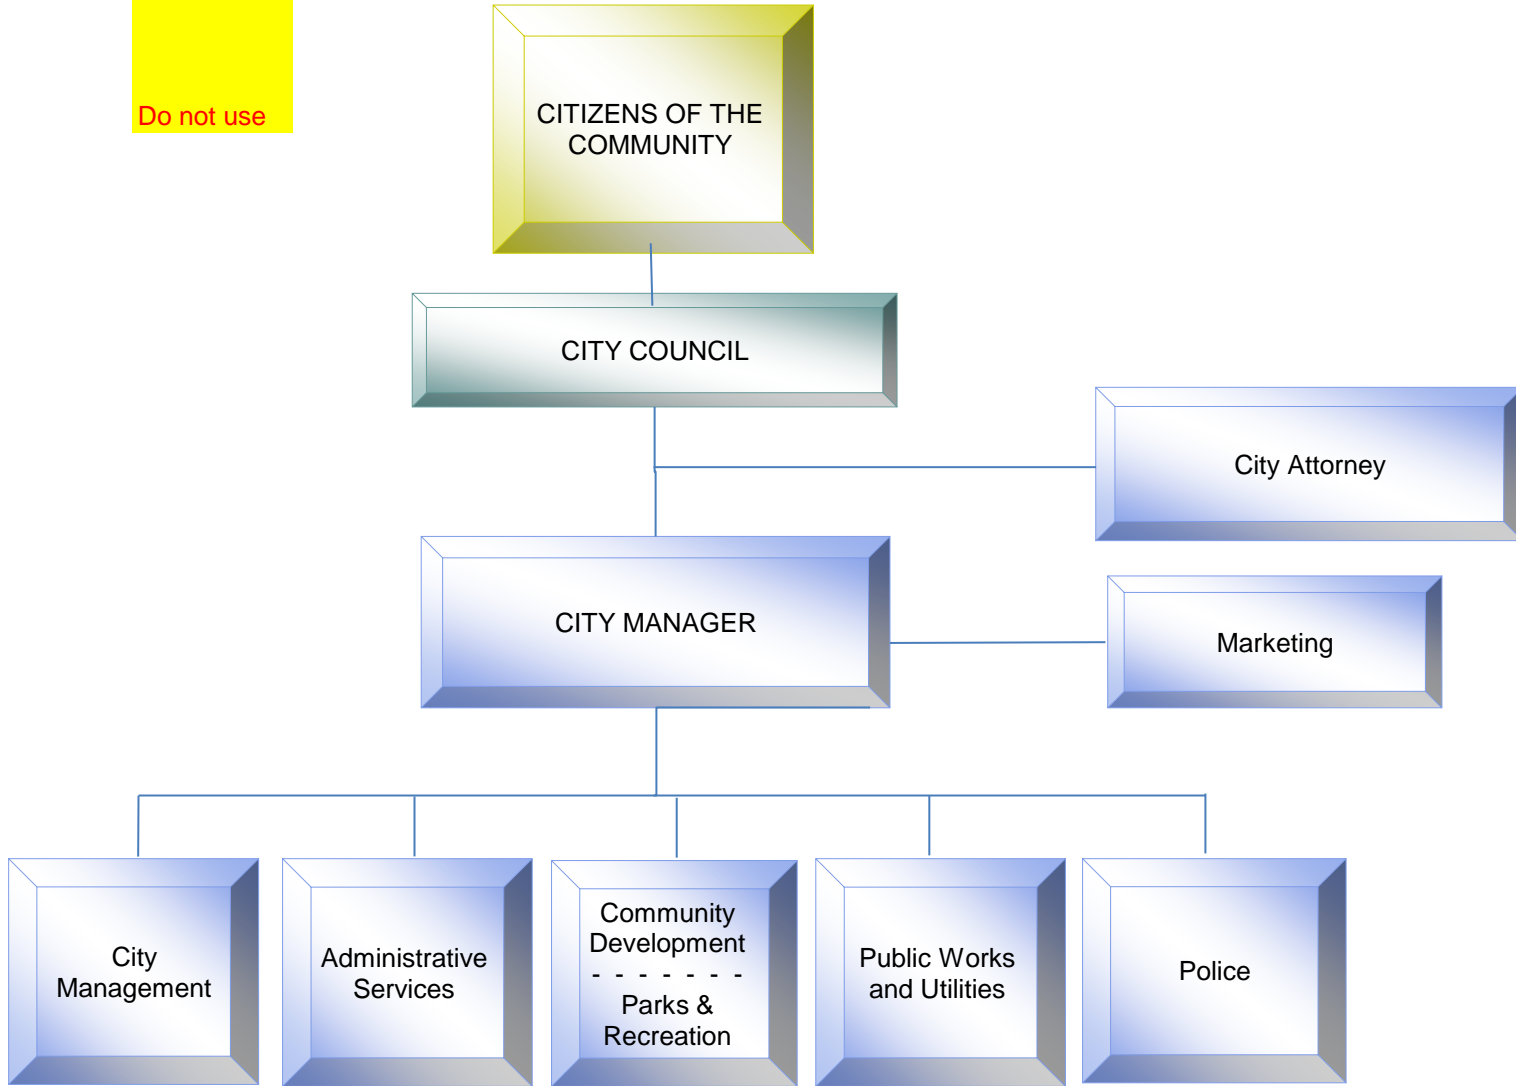 Do not use
CITIZENS OF THE
COMMUNITY
CITY COUNCIL
City Attorney
CITY MANAGER
Marketing
City
Management
Administrative
Services
Community
Development
- - - - - - -
Parks &
Recreation
Public Works
and Utilities
Police